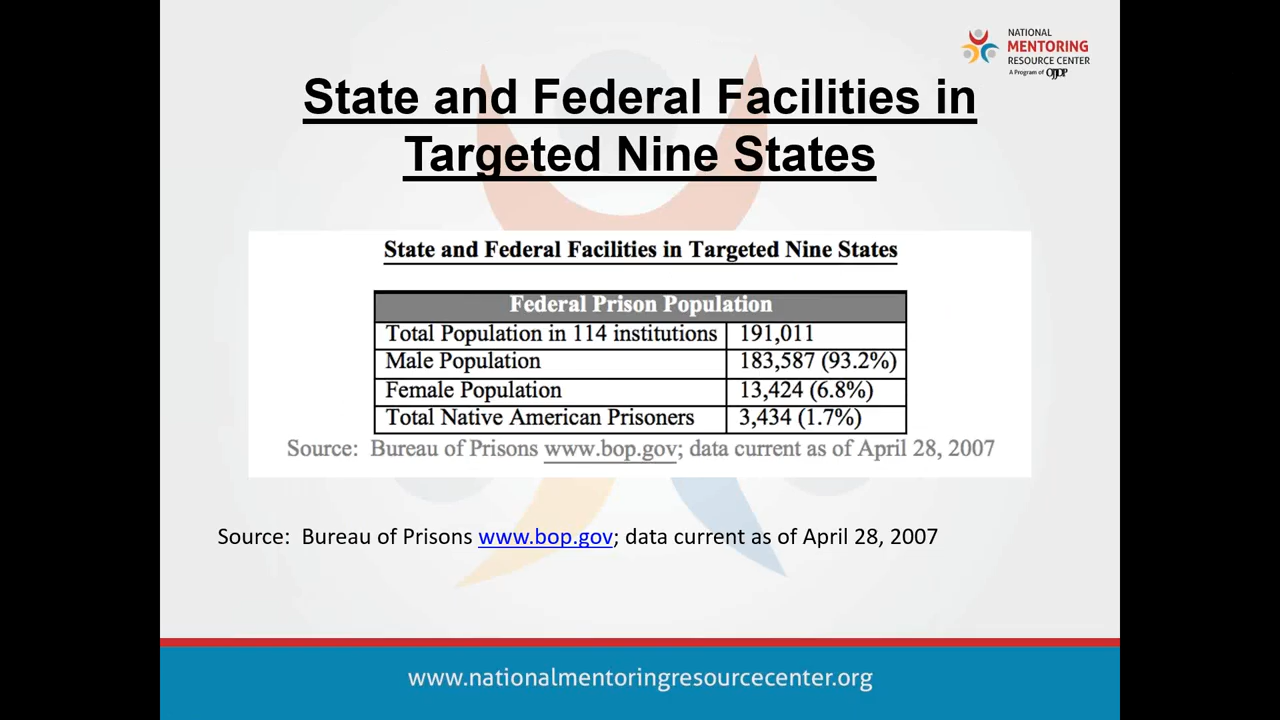 NATIONAL
MENTORING
RESOURCE CENTER
A Program of OJJDP
State and Federal Facilities in
Targeted Nine States
State and Federal Facilities in Targeted Nine States
Federal Prison Population
Total Population in 114 institutions 191,011
Male Population 183,587 (93.2%)
Female Population 13,424 (6.8%)
Total Native American Prisoners 3,434 (1.7%)
Source: Bureau of Prisons www.bop.gov; data current as of April 28, 2007
Source: Bureau of Prisons www.bop.gov; data current as of April 28, 2007
www.nationalmentoringresourcecenter.org